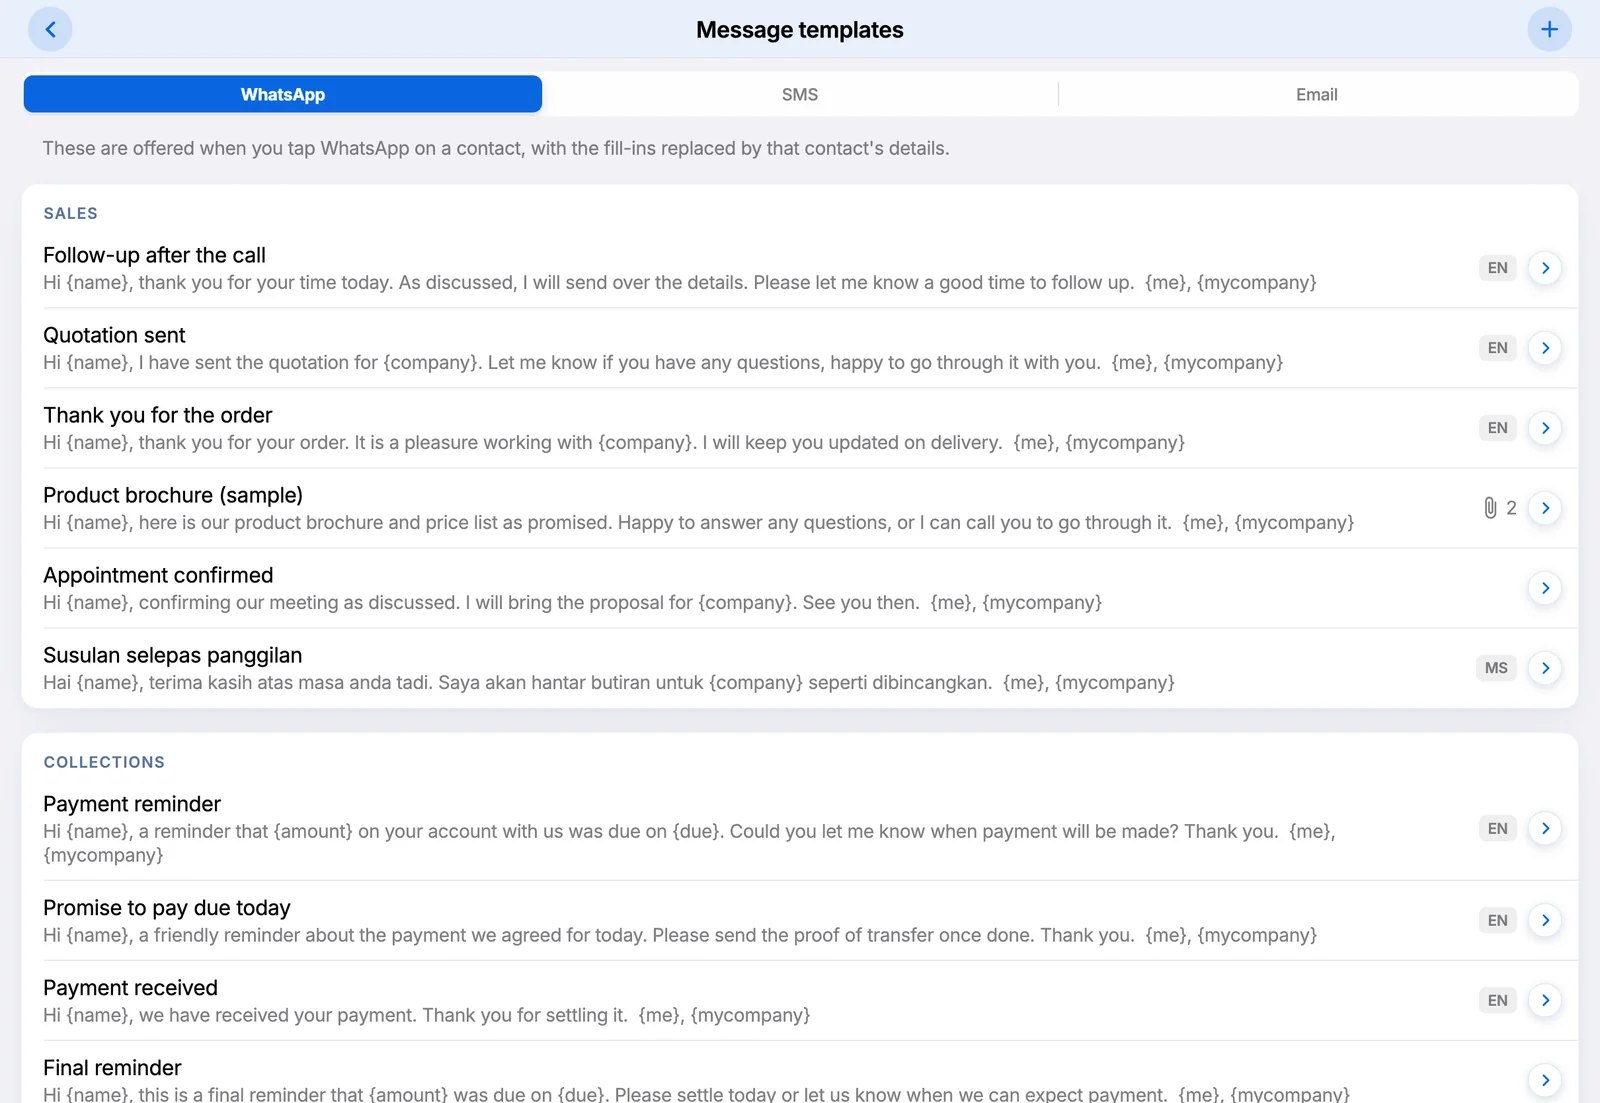 Message templates
WhatsApp
SMS
Email
These are offered when you tap WhatsApp on a contact, with the fill-ins replaced by that contact's details.
SALES
Follow-up after the call
Hi {name}, thank you for your time today. As discussed, I will send over the details. Please let me know a good time to follow up. {me}, {mycompany}
EN
Quotation sent
Hi {name}, I have sent the quotation for {company}. Let me know if you have any questions, happy to go through it with you. {me}, {mycompany}
EN
Thank you for the order
Hi {name}, thank you for your order. It is a pleasure working with {company}. I will keep you updated on delivery. {me}, {mycompany}
EN
Product brochure (sample)
Hi {name}, here is our product brochure and price list as promised. Happy to answer any questions, or I can call you to go through it. {me}, {mycompany}
2
Appointment confirmed
Hi {name}, confirming our meeting as discussed. I will bring the proposal for {company}. See you then. {me}, {mycompany}
Susulan selepas panggilan
Hai {name}, terima kasih atas masa anda tadi. Saya akan hantar butiran untuk {company} seperti dibincangkan. {me}, {mycompany}
MS
COLLECTIONS
Payment reminder
Hi {name}, a reminder that {amount} on your account with us was due on {due}. Could you let me know when payment will be made? Thank you. {me},
{mycompany}
EN
Promise to pay due today
Hi {name}, a friendly reminder about the payment we agreed for today. Please send the proof of transfer once done. Thank you. {me}, {mycompany}
EN
Payment received
Hi {name}, we have received your payment. Thank you for settling it. {me}, {mycompany}
EN
Final reminder
Hi {name}, this is a final reminder that {amount} was due on {due}. Please settle today or let us know when we can expect payment. {me}, {mycompany}